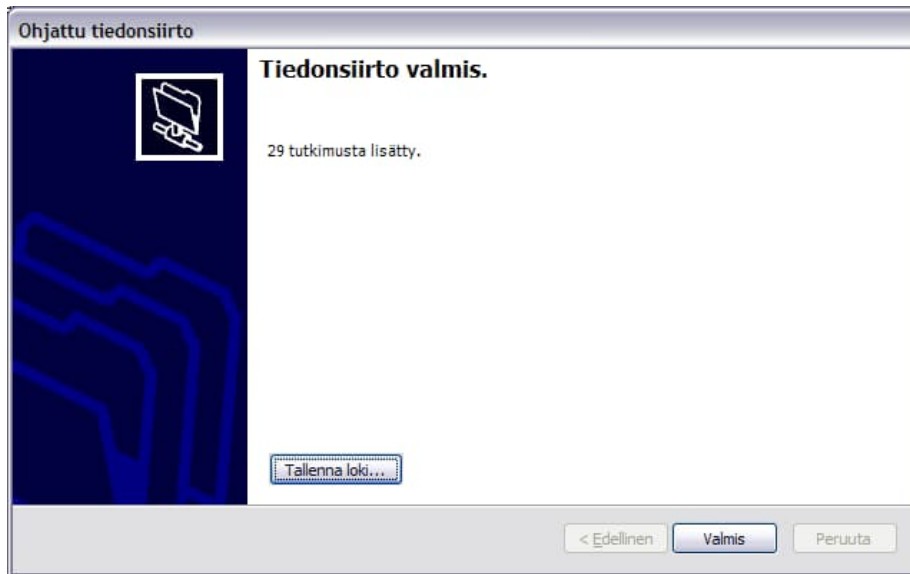 Ohjattu tiedonsiirto
Tiedonsiirto valmis.
29 tutkimusta lisätty.
Tallenna loki...
< Edellinen
Valmis
Peruuta